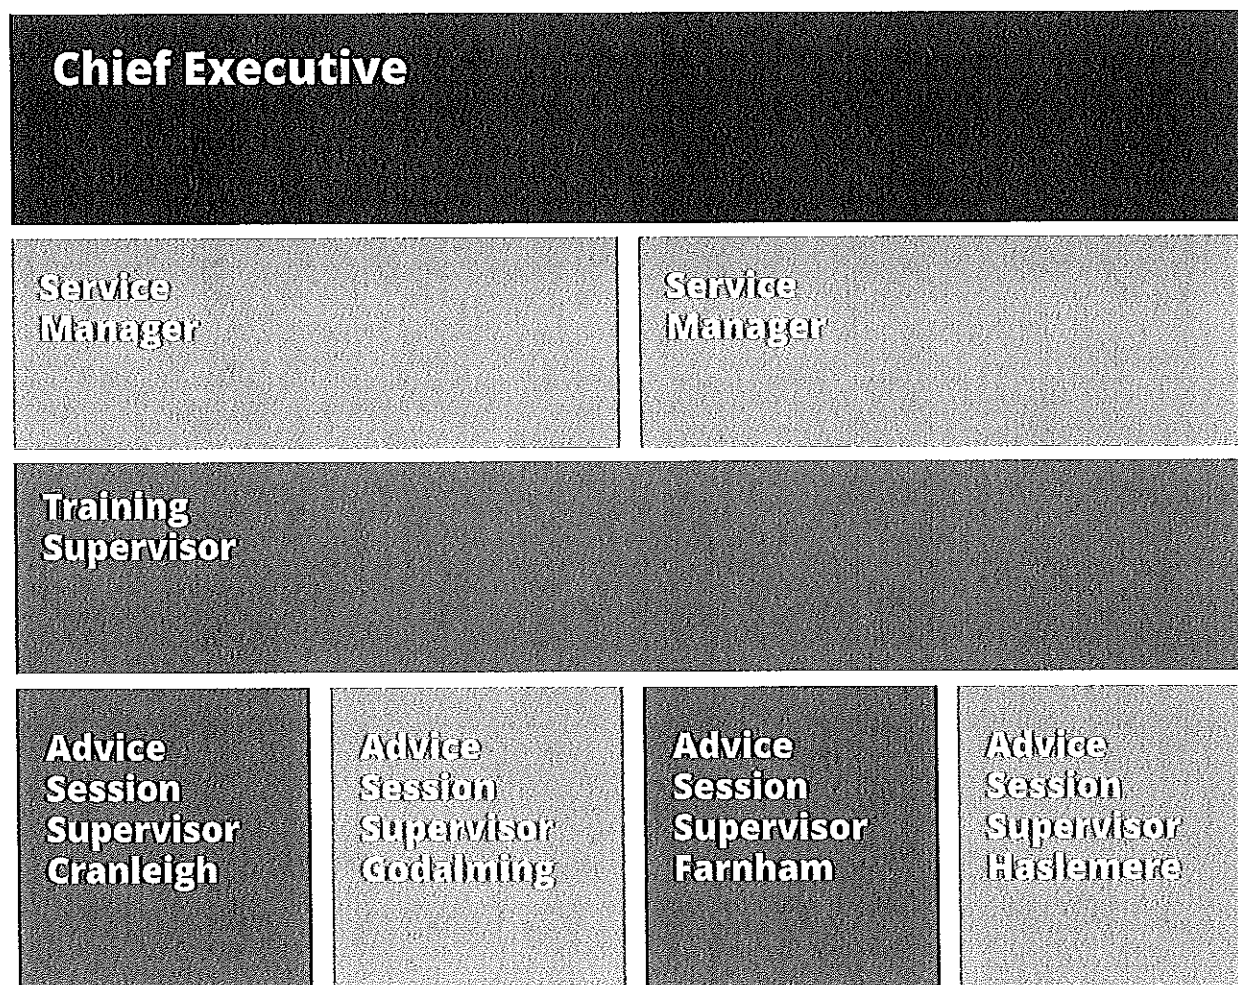 Chief Executive
Service
Manager
Service
Manager
Training
Supervisor
Advice
Session
Supervisor
Cranleigh
Advice
Session
Supervisor
Godalming
Advice
Session
Supervisor
Farnham
Advice
Session
Supervisor
Haslemere